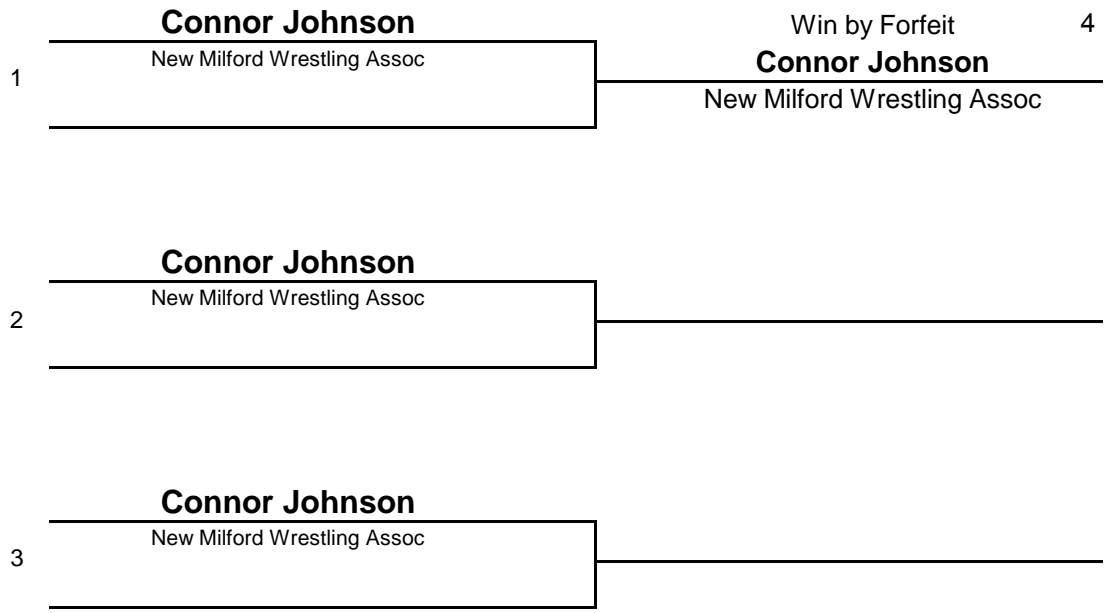 Connor Johnson
Win by Forfeit 4
1
New Milford Wrestling Assoc
Connor Johnson
New Milford Wrestling Assoc
Connor Johnson
2
New Milford Wrestling Assoc
Connor Johnson
3
New Milford Wrestling Assoc